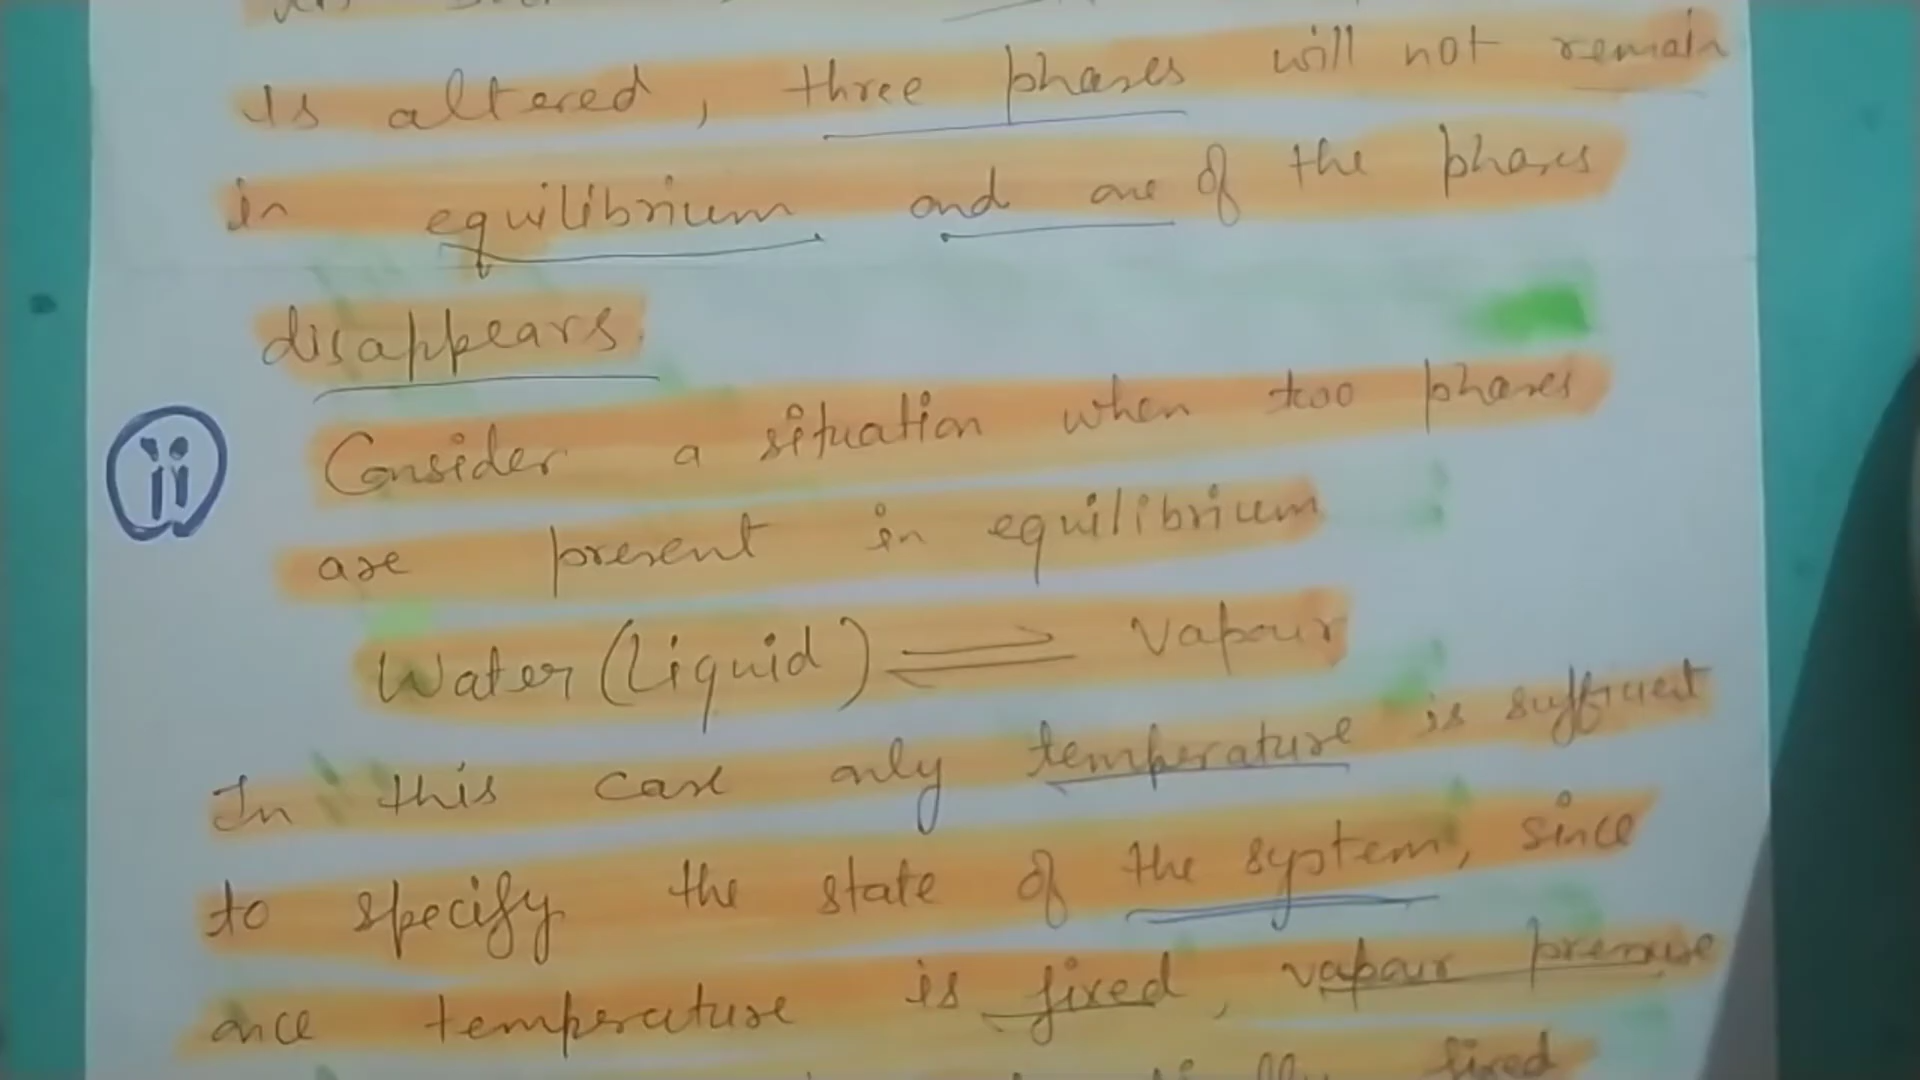 is altered, three phases will not remain
in equilibrium and one of the phases
disappears.
(ii) Consider a situation when two phases
are present in equilibrium
Water (Liquid) ⇌ vapour
In this case only temperature is sufficient
to specify the state of the system, since
once temperature is fixed, vapour pressure
fixed